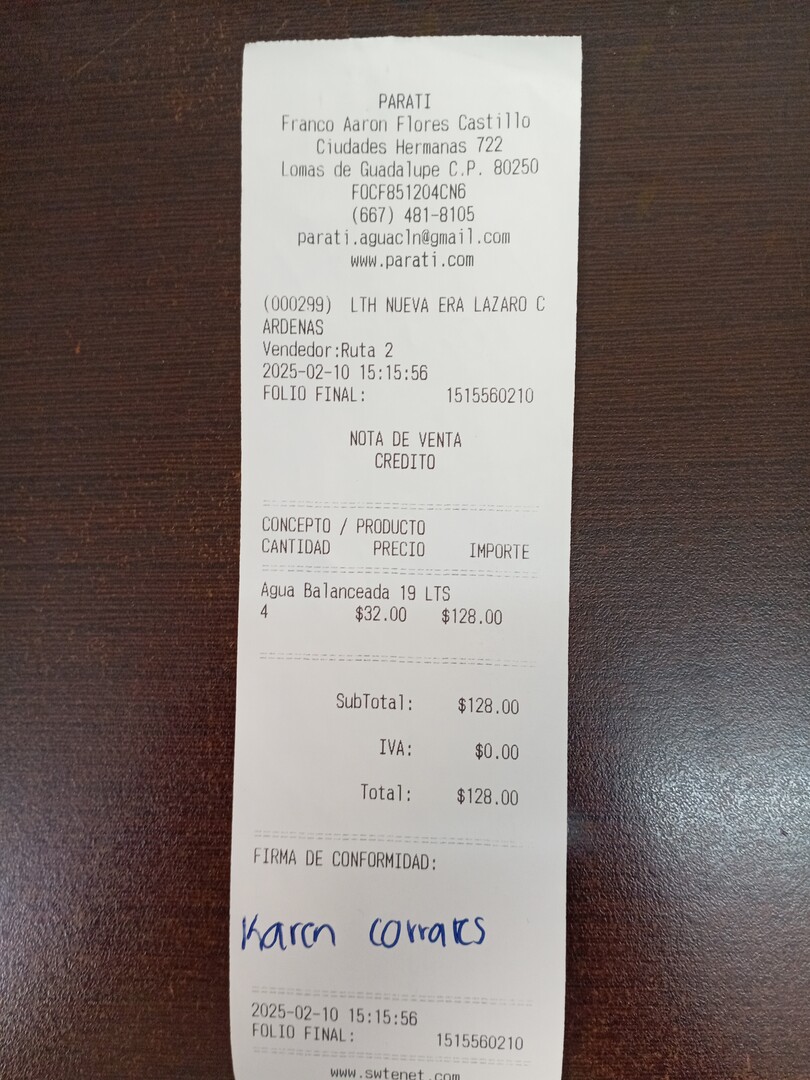 PARATI
Franco Aaron Flores Castillo
Ciudades Hermanas 722
Lomas de Guadalupe C.P. 80250
FOCF851204CN6
(667) 481-8105
parati.aguacln@gmail.com
www.parati.com
(000299) LTH NUEVA ERA LAZARO C
ARDENAS
Vendedor:Ruta 2
2025-02-10 15:15:56
FOLIO FINAL: 1515560210
NOTA DE VENTA
CREDITO
CONCEPTO / PRODUCTO
CANTIDAD PRECIO IMPORTE
Agua Balanceada 19 LTS
4 $32.00 $128.00
SubTotal: $128.00
IVA: $0.00
Total: $128.00
FIRMA DE CONFORMIDAD:
Karen corrales
2025-02-10 15:15:56
FOLIO FINAL: 1515560210
www.swtenet.com